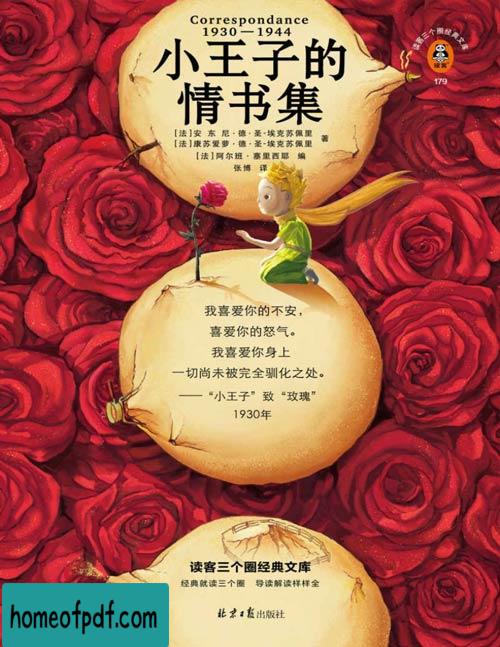 Correspondance
1930—1944
小王子的
情书集
[法]安东尼·德·圣-埃克苏佩里
[法]康苏爱萝·德·圣-埃克苏佩里
著
[法]阿尔班·塞里西耶 编
张博 译
读客三个圈经典文库
读客
179
我喜爱你的不安，
喜爱你的怒气。
我喜爱你身上
一切尚未被完全驯化之处。
——“小王子”致“玫瑰”
1930年
读客三个圈经典文库
经典就读三个圈 导读解读样样全
北京日报出版社
homeofpdf.com